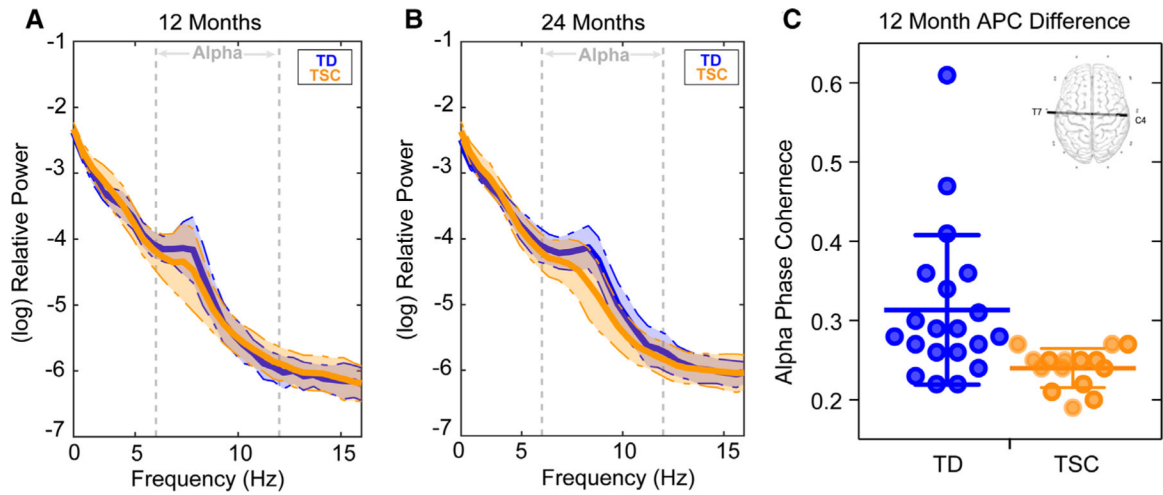 A
12 Months
Alpha
TD
TSC
(log) Relative Power
-1
-2
-3
-4
-5
-6
-7
0
5
10
15
Frequency (Hz)
B
24 Months
Alpha
TD
TSC
(log) Relative Power
-1
-2
-3
-4
-5
-6
-7
0
5
10
15
Frequency (Hz)
C
12 Month APC Difference
Alpha Phase Cohernece
0.6
0.5
0.4
0.3
0.2
T7
C4
TD
TSC